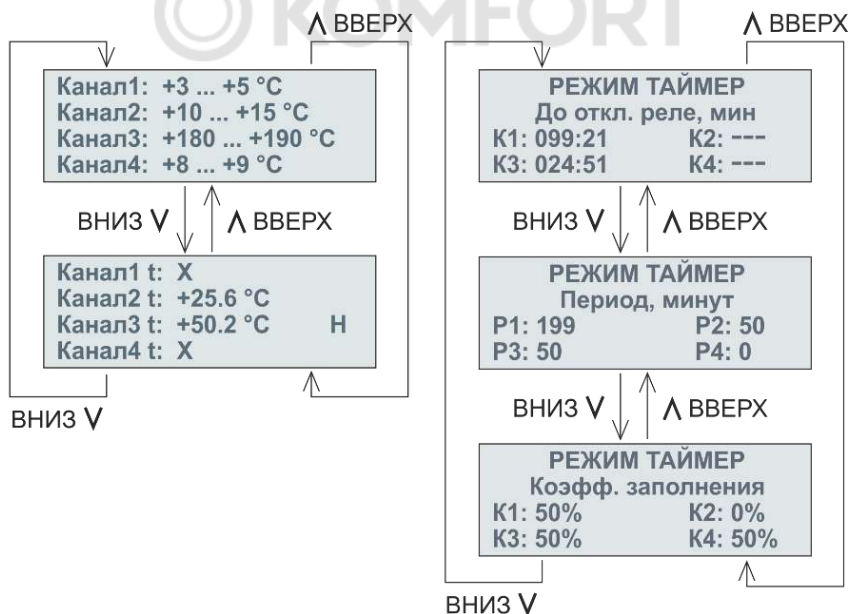 KOMFORT
Λ ВВЕРХ
Канал1: +3 ... +5 °C
Канал2: +10 ... +15 °C
Канал3: +180 ... +190 °C
Канал4: +8 ... +9 °C
ВНИЗ V
Λ ВВЕРХ
Канал1 t: X
Канал2 t: +25.6 °C
Канал3 t: +50.2 °C H
Канал4 t: X
ВНИЗ V
Λ ВВЕРХ
РЕЖИМ ТАЙМЕР
До откл. реле, мин
К1: 099:21 К2: ---
К3: 024:51 К4: ---
ВНИЗ V
Λ ВВЕРХ
РЕЖИМ ТАЙМЕР
Период, минут
Р1: 199 Р2: 50
Р3: 50 Р4: 0
ВНИЗ V
Λ ВВЕРХ
РЕЖИМ ТАЙМЕР
Коэфф. заполнения
К1: 50% К2: 0%
К3: 50% К4: 50%
ВНИЗ V